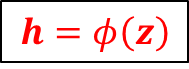 h = ϕ(z)